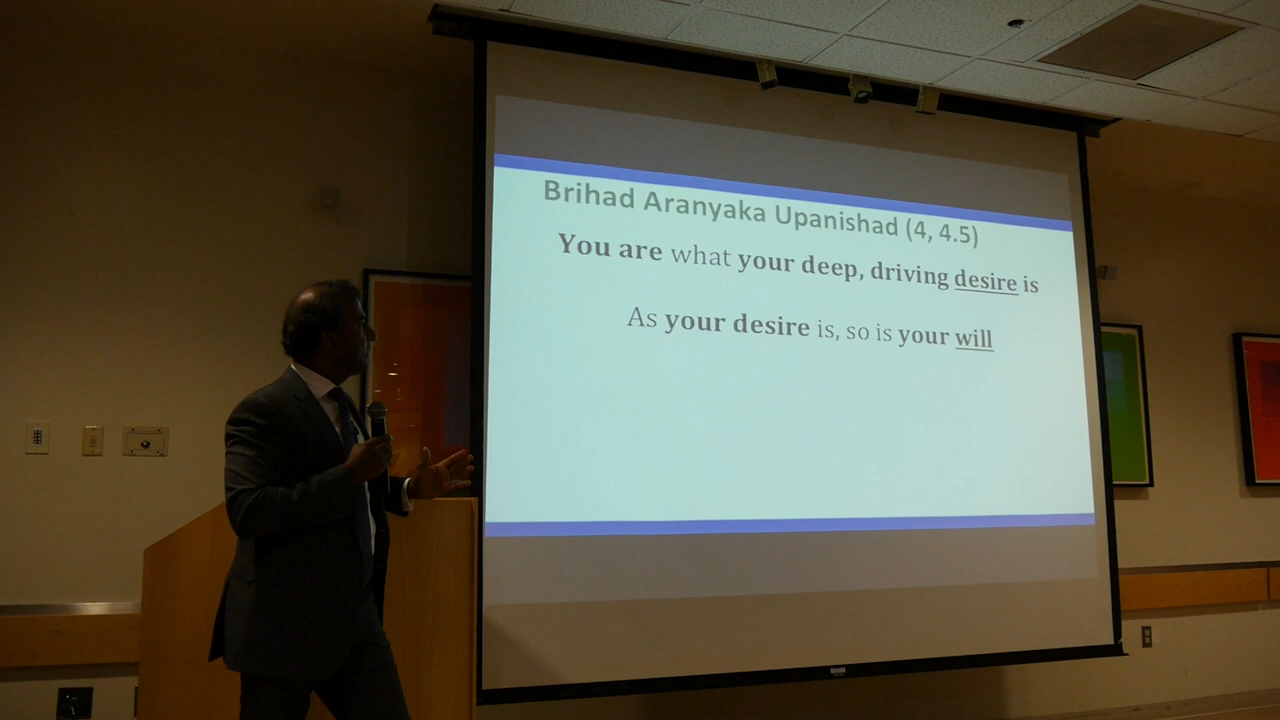 Brihad Aranyaka Upanishad (4, 4.5)
You are what your deep, driving desire is
As your desire is, so is your will